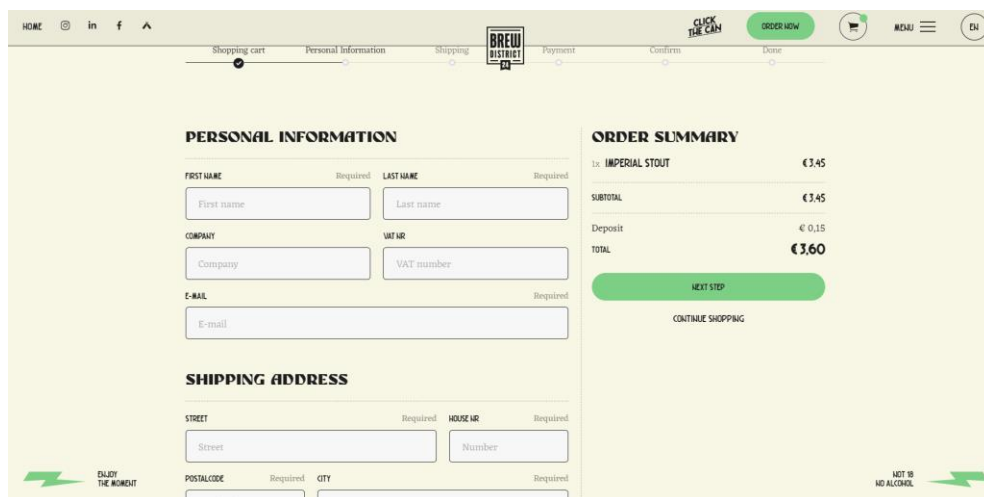 HOME in f
CLICK THE CAN
ORDER NOW
MENU
EN
BREW DISTRICT 24
Shopping cart Personal Information Shipping Payment Confirm Done
PERSONAL INFORMATION
FIRST NAME Required LAST NAME Required
First name Last name
COMPANY VAT NR
Company VAT number
E-MAIL Required
E-mail
SHIPPING ADDRESS
STREET Required HOUSE NR Required
Street Number
POSTALCODE Required CITY Required
ORDER SUMMARY
1x IMPERIAL STOUT € 3.45
SUBTOTAL € 3.45
Deposit € 0,15
TOTAL € 3,60
NEXT STEP
CONTINUE SHOPPING
ENJOY
THE MOMENT
NOT 18
NO ALCOHOL